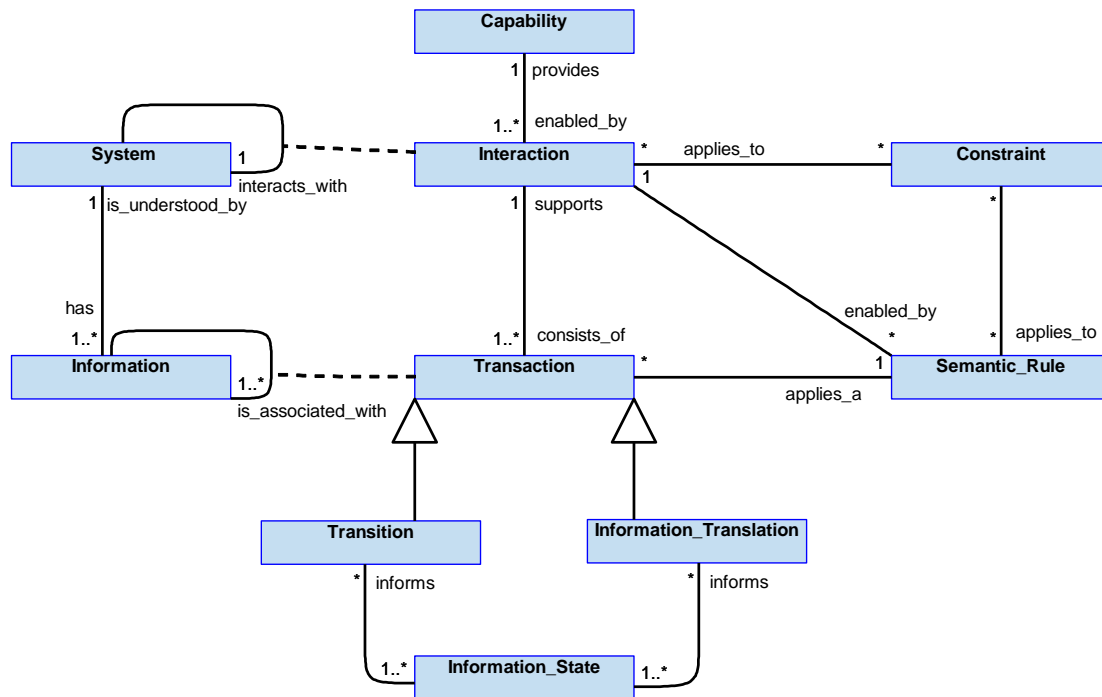 Capability
1
provides
1..*
enabled_by
System
1
interacts_with
Interaction
*
applies_to
*
Constraint
1
is_understood_by
1
supports
1
*
has
1..*
1..*
consists_of
enabled_by
*
*
applies_to
Information
1..*
is_associated_with
Transaction
*
1
applies_a
Semantic_Rule
Transition
Information_Translation
*
informs
*
informs
1..*
Information_State
1..*